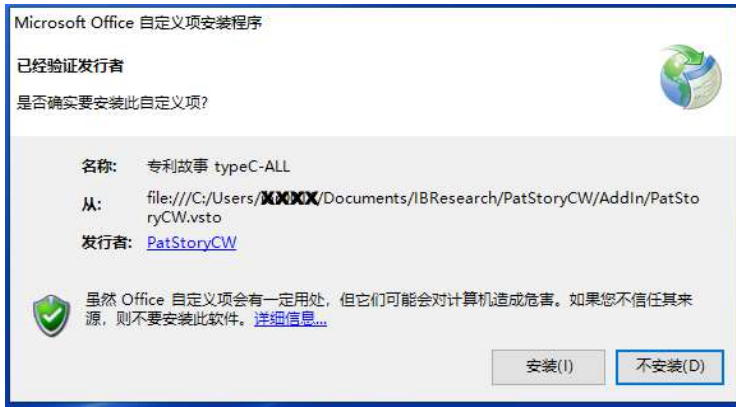 Microsoft Office 自定义项安装程序
已经验证发行者
是否确实要安装此自定义项?
名称: 专利故事 typeC-ALL
从: file:///C:/Users/XXXX/Documents/IBResearch/PatStoryCW/AddIn/PatSto
ryCW.vsto
发行者: PatStoryCW
虽然 Office 自定义项会有一定用处，但它们可能会对计算机造成危害。如果您不信任其来
源，则不要安装此软件。详细信息...
安装(I)
不安装(D)